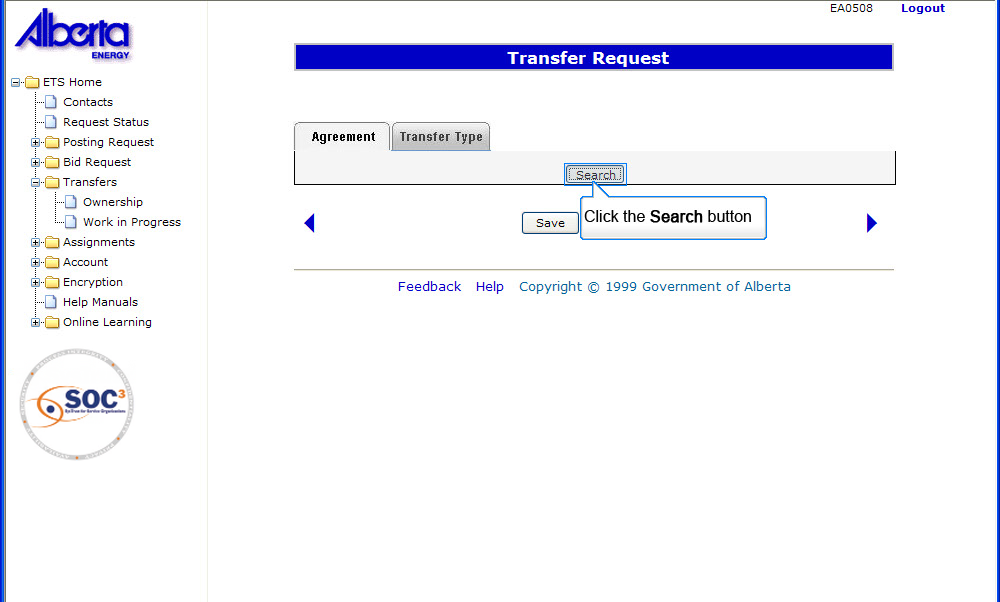 EA0508 Logout
Alberta
ENERGY
Transfer Request
ETS Home
Contacts
Request Status
Posting Request
Bid Request
Transfers
Ownership
Work in Progress
Assignments
Account
Encryption
Help Manuals
Online Learning
Agreement Transfer Type
Search
Click the Search button
Save
Feedback Help Copyright © 1999 Government of Alberta
SOC3
SysTrust for Service Organizations